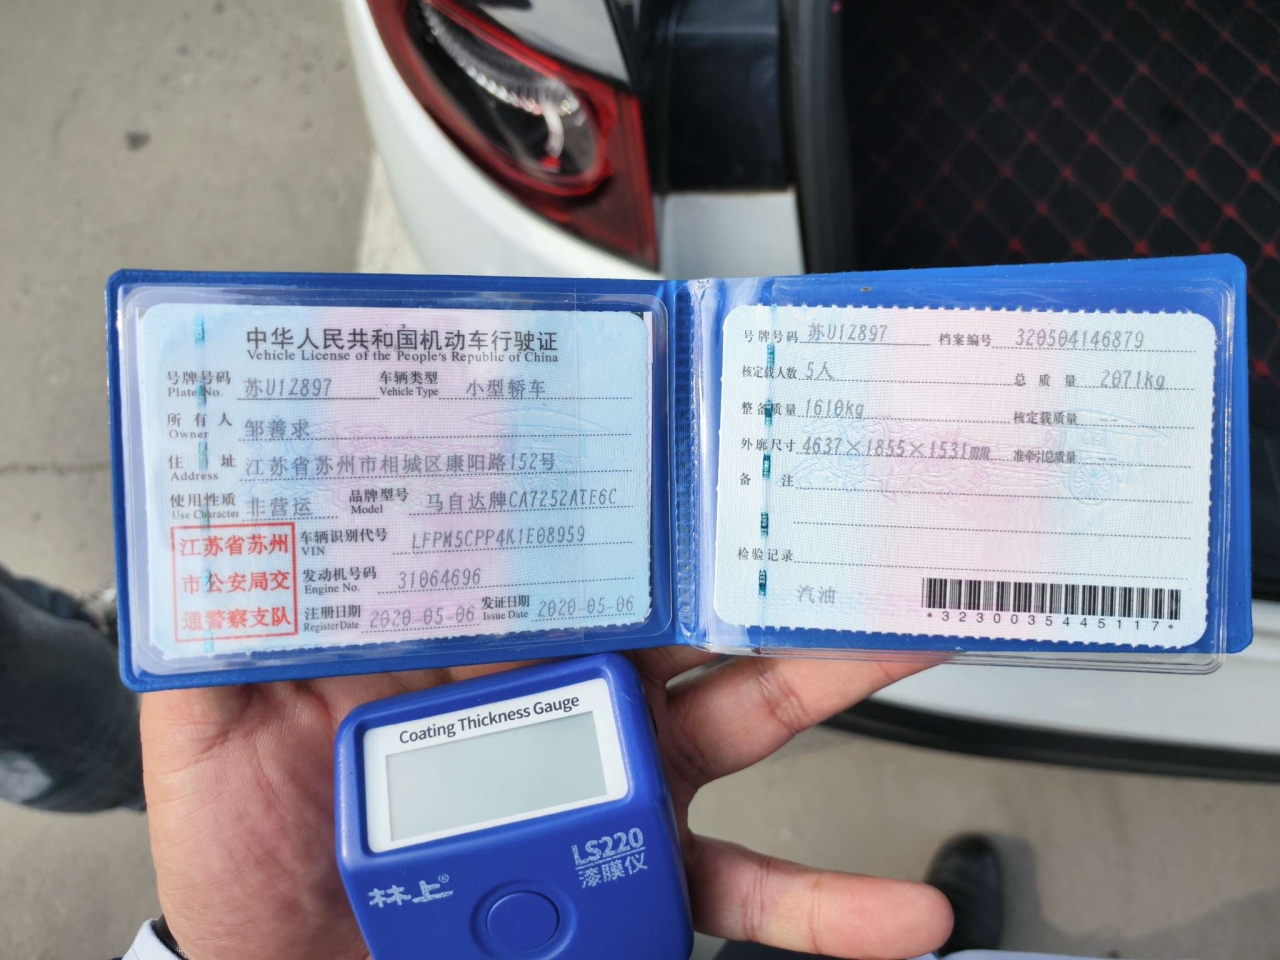 中华人民共和国机动车行驶证
Vehicle License of the People's Republic of China
号牌号码 苏U1Z897 车辆类型 小型轿车
Plate No. Vehicle Type
所有人 邹善求
Owner
住址 江苏省苏州市相城区康阳路152号
Address
使用性质 非营运 品牌型号 马自达牌CA7252ATE6C
Use Character Model
江苏省苏州
市公安局交
通警察支队
车辆识别代号 LFPM5CPP4K1E08959
VIN
发动机号码 31064696
Engine No.
注册日期 2020-05-06 发证日期 2020-05-06
Register Date Issue Date
号牌号码 苏U1Z897 档案编号 320504146879
核定载人数 5人 总质量 2071kg
整备质量 1610kg 核定载质量
外廓尺寸 4637×1855×1531mm 准牵引总质量
备注
检验记录
汽油
*3230035445117*
Coating Thickness Gauge
LS220
漆膜仪
林上®